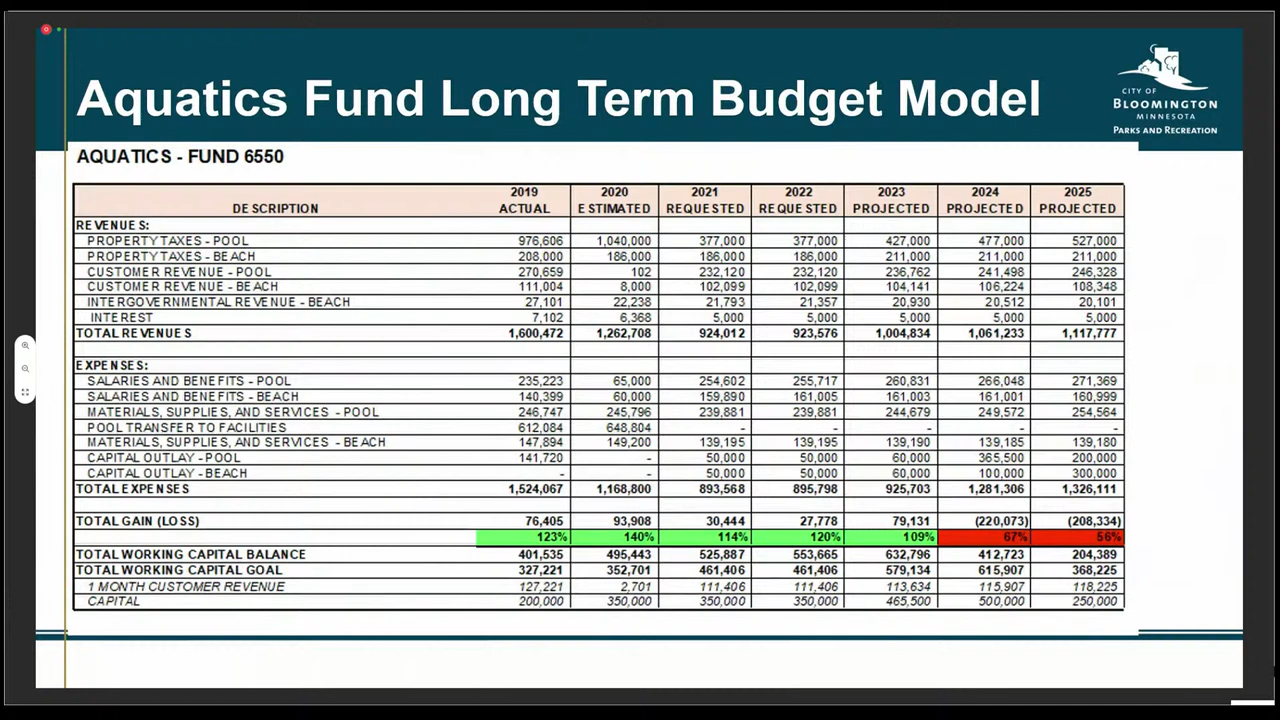 Aquatics Fund Long Term Budget Model
CITY OF
BLOOMINGTON
MINNESOTA
PARKS AND RECREATION
AQUATICS - FUND 6550
2019 2020 2021 2022 2023 2024 2025
DESCRIPTION ACTUAL ESTIMATED REQUESTED REQUESTED PROJECTED PROJECTED PROJECTED
REVENUES:
PROPERTY TAXES - POOL 976,606 1,040,000 377,000 377,000 427,000 477,000 527,000
PROPERTY TAXES - BEACH 208,000 186,000 186,000 186,000 211,000 211,000 211,000
CUSTOMER REVENUE - POOL 270,659 102 232,120 232,120 236,762 241,498 246,328
CUSTOMER REVENUE - BEACH 111,004 8,000 102,099 102,099 104,141 106,224 108,348
INTERGOVERNMENTAL REVENUE - BEACH 27,101 22,238 21,793 21,357 20,930 20,512 20,101
INTEREST 7,102 6,368 5,000 5,000 5,000 5,000 5,000
TOTAL REVENUES 1,600,472 1,262,708 924,012 923,576 1,004,834 1,061,233 1,117,777
EXPENSES:
SALARIES AND BENEFITS - POOL 235,223 65,000 254,602 255,717 260,831 266,048 271,369
SALARIES AND BENEFITS - BEACH 140,399 60,000 159,890 161,005 161,003 161,001 160,999
MATERIALS, SUPPLIES, AND SERVICES - POOL 246,747 245,796 239,881 239,881 244,679 249,572 254,564
POOL TRANSFER TO FACILITIES 612,084 648,804 - - - - -
MATERIALS, SUPPLIES, AND SERVICES - BEACH 147,894 149,200 139,195 139,195 139,190 139,185 139,180
CAPITAL OUTLAY - POOL 141,720 - 50,000 50,000 60,000 365,500 200,000
CAPITAL OUTLAY - BEACH - - 50,000 50,000 60,000 100,000 300,000
TOTAL EXPENSES 1,524,067 1,168,800 893,568 895,798 925,703 1,281,306 1,326,111
TOTAL GAIN (LOSS) 76,405 93,908 30,444 27,778 79,131 (220,073) (208,334)
123% 140% 114% 120% 109% 67% 56%
TOTAL WORKING CAPITAL BALANCE 401,535 495,443 525,887 553,665 632,796 412,723 204,389
TOTAL WORKING CAPITAL GOAL 327,221 352,701 461,406 461,406 579,134 615,907 368,225
1 MONTH CUSTOMER REVENUE 127,221 2,701 111,406 111,406 113,634 115,907 118,225
CAPITAL 200,000 350,000 350,000 350,000 465,500 500,000 250,000